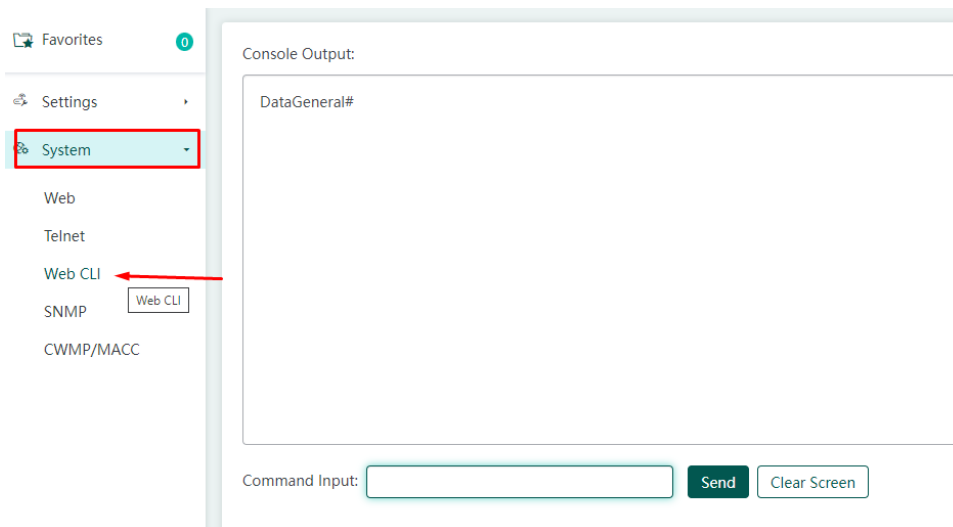 Favorites
0
Settings
System
Web
Telnet
Web CLI
Web CLI
SNMP
CWMP/MACC
Console Output:
DataGeneral#
Command Input:
Send
Clear Screen